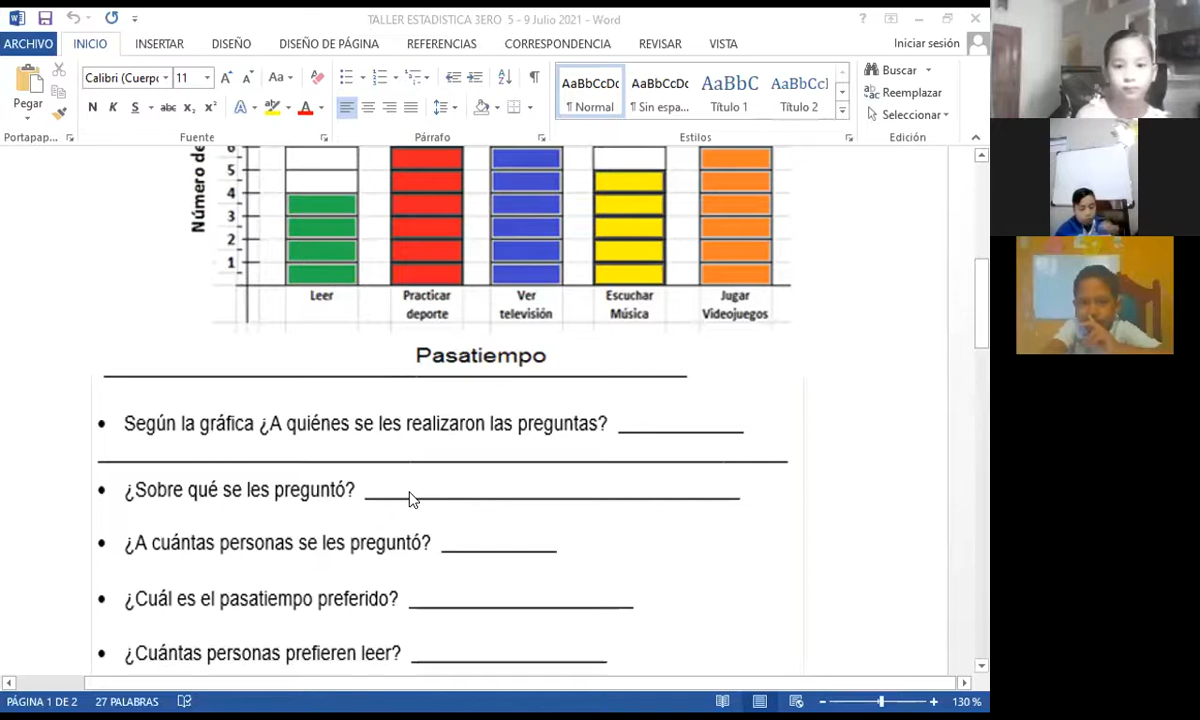 TALLER ESTADISTICA 3ERO 5 - 9 Julio 2021 - Word
ARCHIVO INICIO INSERTAR DISEÑO DISEÑO DE PÁGINA REFERENCIAS CORRESPONDENCIA REVISAR VISTA Iniciar sesión
Pegar
Calibri (Cuerpo 11
N K S abc x₂ x²
Aa
AaBbCcDc AaBbCcDc AaBbC AaBbCcl
¶ Normal ¶ Sin espa... Título 1 Título 2
Buscar
Reemplazar
Seleccionar
Portapap... Fuente Párrafo Estilos Edición
Número de
6
5
4
3
2
1
Leer
Practicar deporte
Ver televisión
Escuchar Música
Jugar Videojuegos
Pasatiempo
• Según la gráfica ¿A quiénes se les realizaron las preguntas?
• ¿Sobre qué se les preguntó?
• ¿A cuántas personas se les preguntó?
• ¿Cuál es el pasatiempo preferido?
• ¿Cuántas personas prefieren leer?
PÁGINA 1 DE 2 27 PALABRAS 130 %